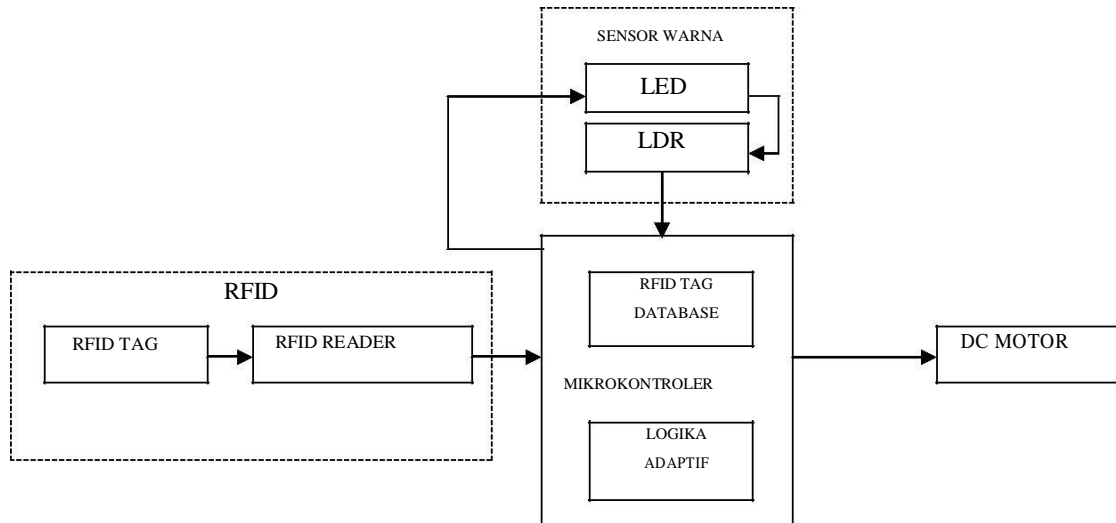 SENSOR WARNA
LED
LDR
RFID
RFID TAG
RFID READER
RFID TAG
DATABASE
MIKROKONTROLER
LOGIKA
ADAPTIF
DC MOTOR